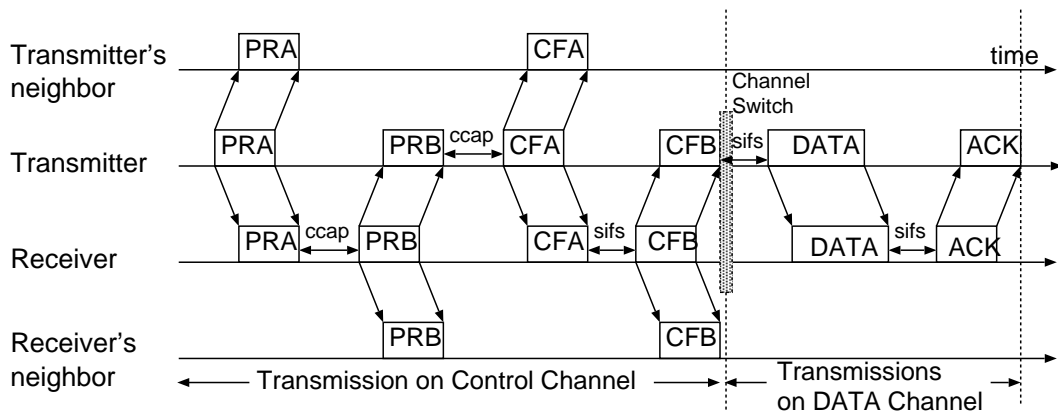 Transmitter's
neighbor
PRA
CFA
time
Channel
Switch
Transmitter
PRA
PRB
ccap
CFA
CFB
sifs
DATA
ACK
Receiver
PRA
ccap
PRB
CFA
sifs
CFB
DATA
sifs
ACK
Receiver's
neighbor
PRB
CFB
Transmission on Control Channel
Transmissions
on DATA Channel